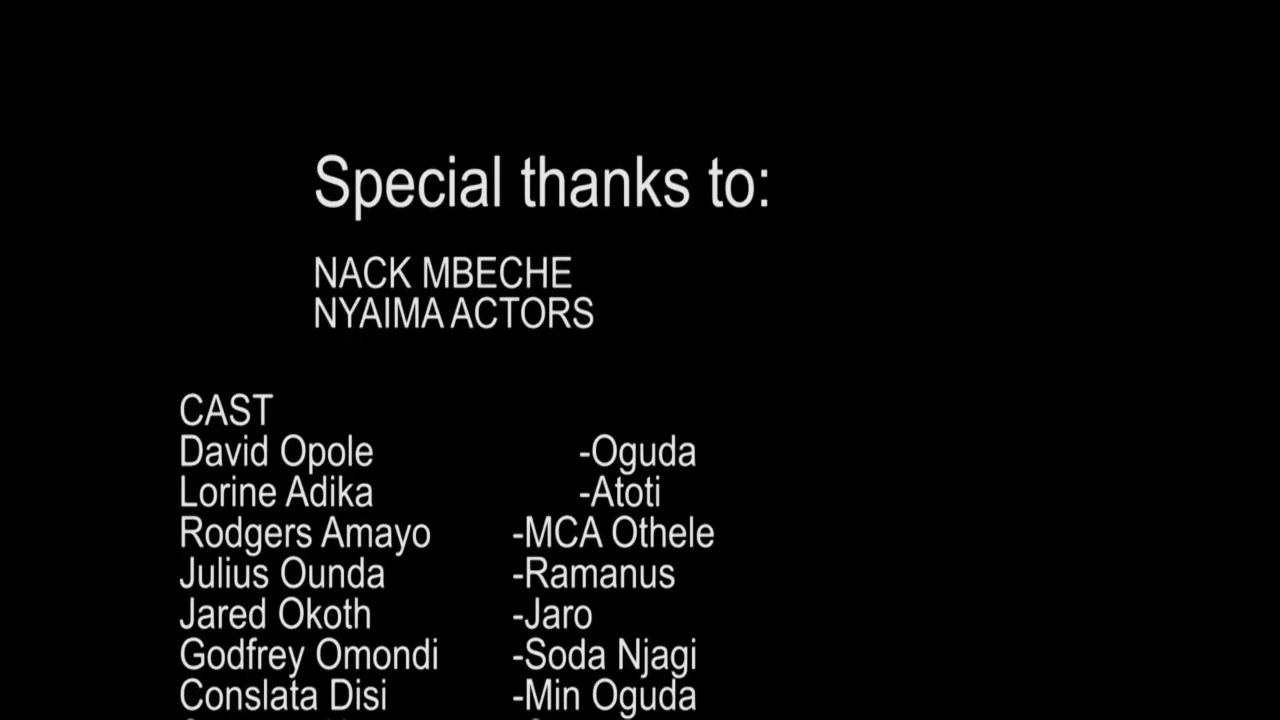 Special thanks to:
NACK MBECHE
NYAIMA ACTORS
CAST
David Opole -Oguda
Lorine Adika -Atoti
Rodgers Amayo -MCA Othele
Julius Ounda -Ramanus
Jared Okoth -Jaro
Godfrey Omondi -Soda Njagi
Conslata Disi -Min Oguda